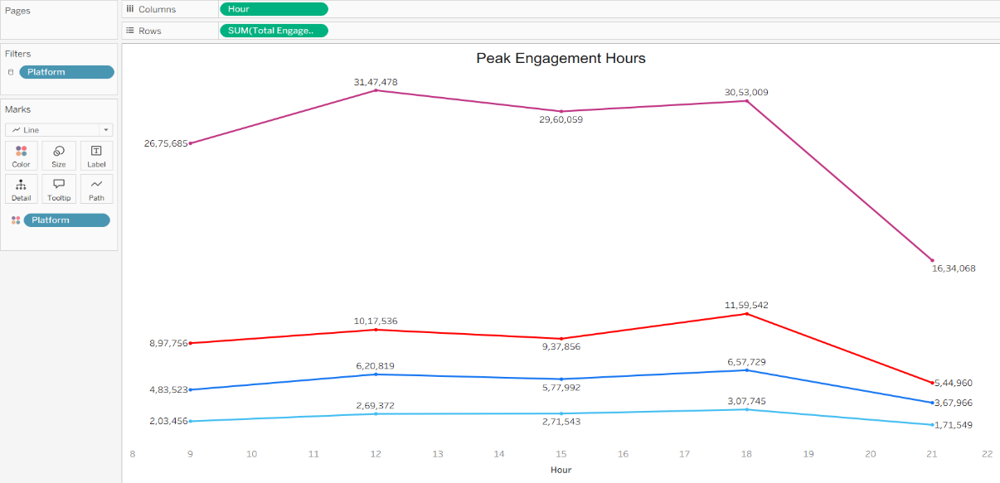 Pages
Columns
Hour
Rows
SUM(Total Engage..
Filters
Platform
Marks
Line
Color
Size
Label
Detail
Tooltip
Path
Platform
Peak Engagement Hours
31,47,478
30,53,009
29,60,059
26,75,685
16,34,068
11,59,542
10,17,536
8,97,756
9,37,856
6,57,729
6,20,819
5,44,960
4,83,523
5,77,992
3,67,966
3,07,745
2,69,372
2,03,456
2,71,543
1,71,549
8 9 10 11 12 13 14 15 16 17 18 19 20 21 22
Hour